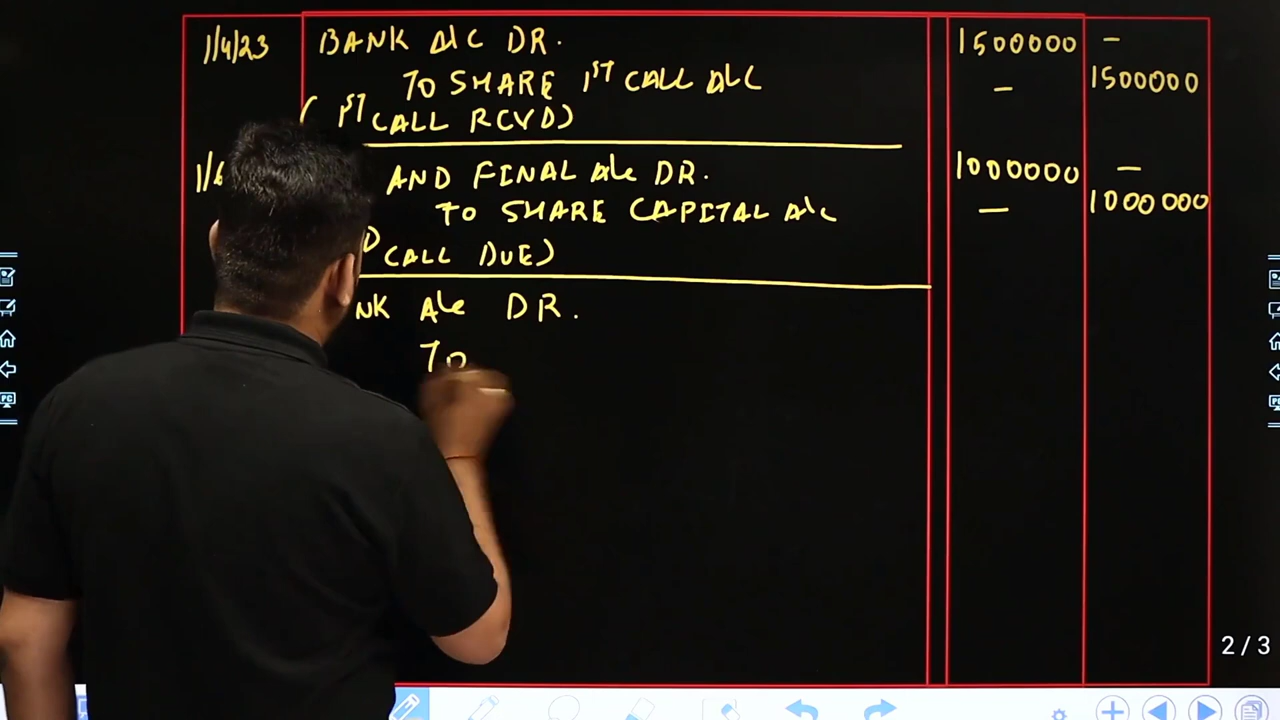 1/4/23 BANK A/C DR. 1500000 -
TO SHARE 1ST CALL A/C - 1500000
( 1ST CALL RCVD)
AND FINAL A/C DR. 1000000 -
TO SHARE CAPITAL A/C - 1000000
CALL DUE)
NK A/C DR.
TO
2 / 3